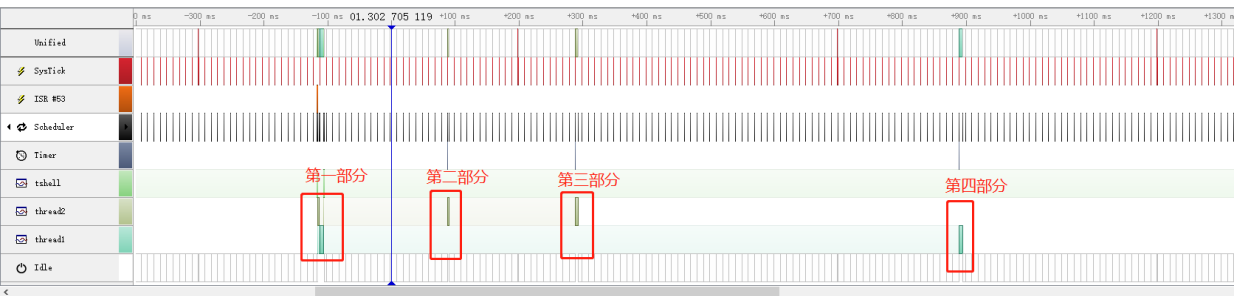 0 ms -300 ms -200 ms -100 ms 01.302 705 119 +100 ms +200 ms +300 ms +400 ms +500 ms +600 ms +700 ms +800 ms +900 ms +1000 ms +1100 ms +1200 ms +1300 m
Unified
SysTick
ISR #53
Scheduler
Timer
第一部分 第二部分 第三部分 第四部分
tshell
thread2
thread1
Idle